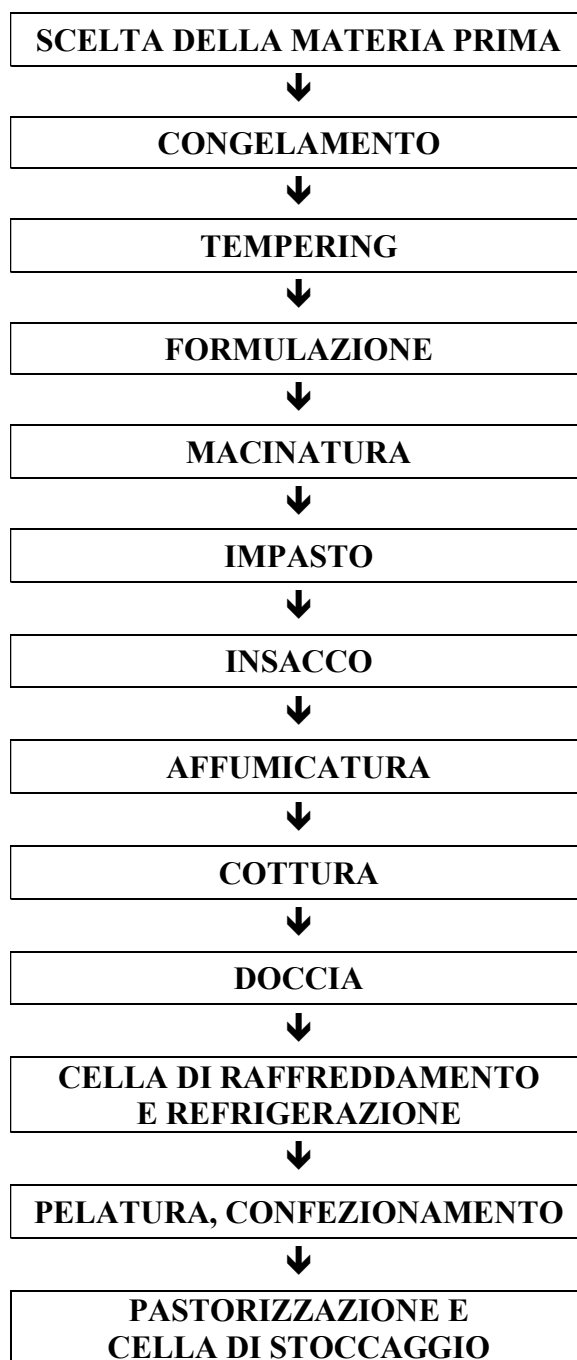 SCELTA DELLA MATERIA PRIMA
CONGELAMENTO
TEMPERING
FORMULAZIONE
MACINATURA
IMPASTO
INSACCO
AFFUMICATURA
COTTURA
DOCCIA
CELLA DI RAFFREDDAMENTO
E REFRIGERAZIONE
PELATURA, CONFEZIONAMENTO
PASTORIZZAZIONE E
CELLA DI STOCCAGGIO